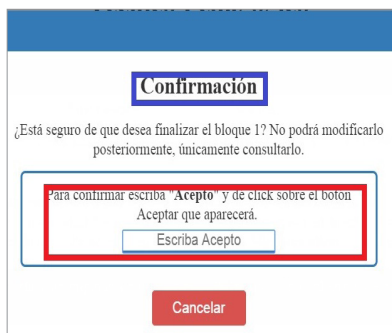 Confirmación
¿Está seguro de que desea finalizar el bloque 1? No podrá modificarlo
posteriormente, únicamente consultarlo.
Para confirmar escriba "Acepto" y de click sobre el botón
Aceptar que aparecerá.
Escriba Acepto
Cancelar